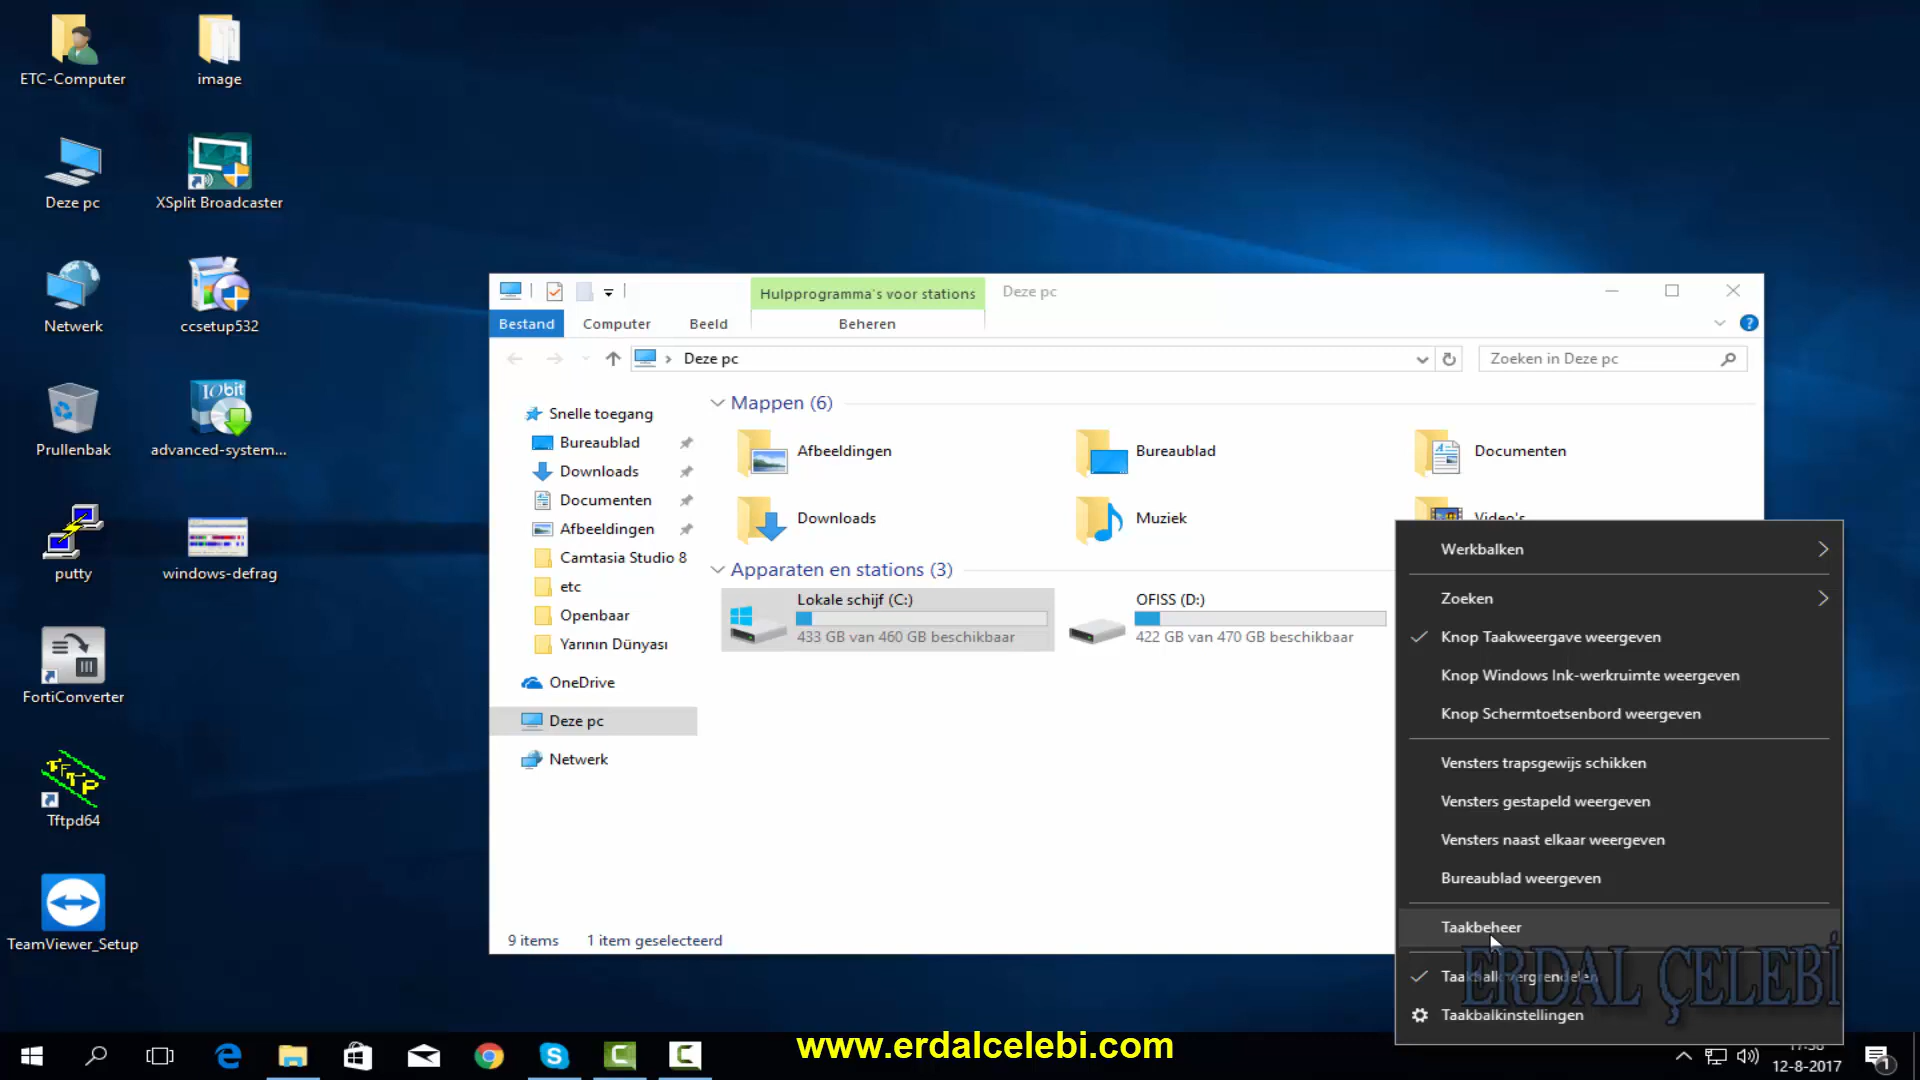 ETC-Computer
image
Deze pc
XSplit Broadcaster
Netwerk
ccsetup532
IObit
Prullenbak
advanced-system...
putty
windows-defrag
FortiConverter
TFTP
Tftpd64
TeamViewer_Setup
Hulpprogramma's voor stations
Deze pc
Bestand
Computer
Beeld
Beheren
Deze pc
Zoeken in Deze pc
Snelle toegang
Bureaublad
Downloads
Documenten
Afbeeldingen
Camtasia Studio 8
etc
Openbaar
Yarının Dünyası
OneDrive
Deze pc
Netwerk
Mappen (6)
Afbeeldingen
Bureaublad
Documenten
Downloads
Muziek
Video's
Apparaten en stations (3)
Lokale schijf (C:)
433 GB van 460 GB beschikbaar
OFISS (D:)
422 GB van 470 GB beschikbaar
9 items
1 item geselecteerd
Werkbalken
Zoeken
Knop Taakweergave weergeven
Knop Windows Ink-werkruimte weergeven
Knop Schermtoetsenbord weergeven
Vensters trapsgewijs schikken
Vensters gestapeld weergeven
Vensters naast elkaar weergeven
Bureaublad weergeven
Taakbeheer
Taakbalk vergrendelen
Taakbalkinstellingen
ERDAL ÇELEBİ
www.erdalcelebi.com
12-8-2017
1